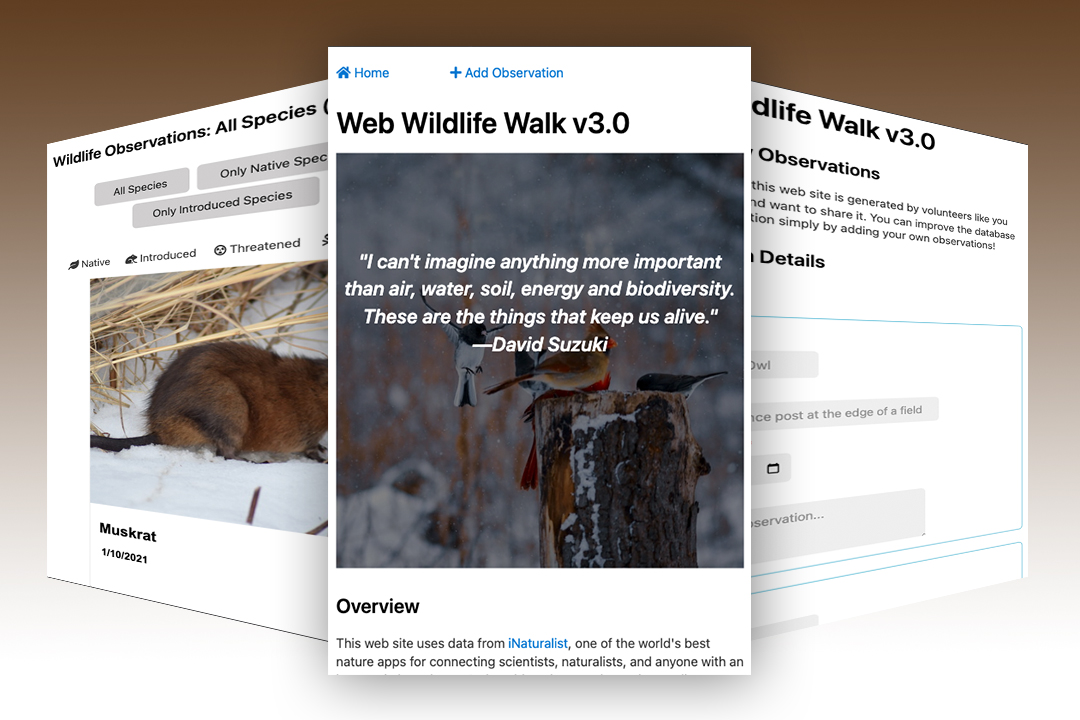 Wildlife Observations: All Species
All Species
Only Native
Only Introduced Species
Native Introduced Threatened
Muskrat
1/10/2021
Home Add Observation
Web Wildlife Walk v3.0
"I can't imagine anything more important
than air, water, soil, energy and biodiversity.
These are the things that keep us alive."
—David Suzuki
Overview
This web site uses data from iNaturalist, one of the world's best
nature apps for connecting scientists, naturalists, and anyone with an
dlife Walk v3.0
Observations
this web site is generated by volunteers like you
nd want to share it. You can improve the database
tion simply by adding your own observations!
Details
Owl
nce post at the edge of a field
servation...